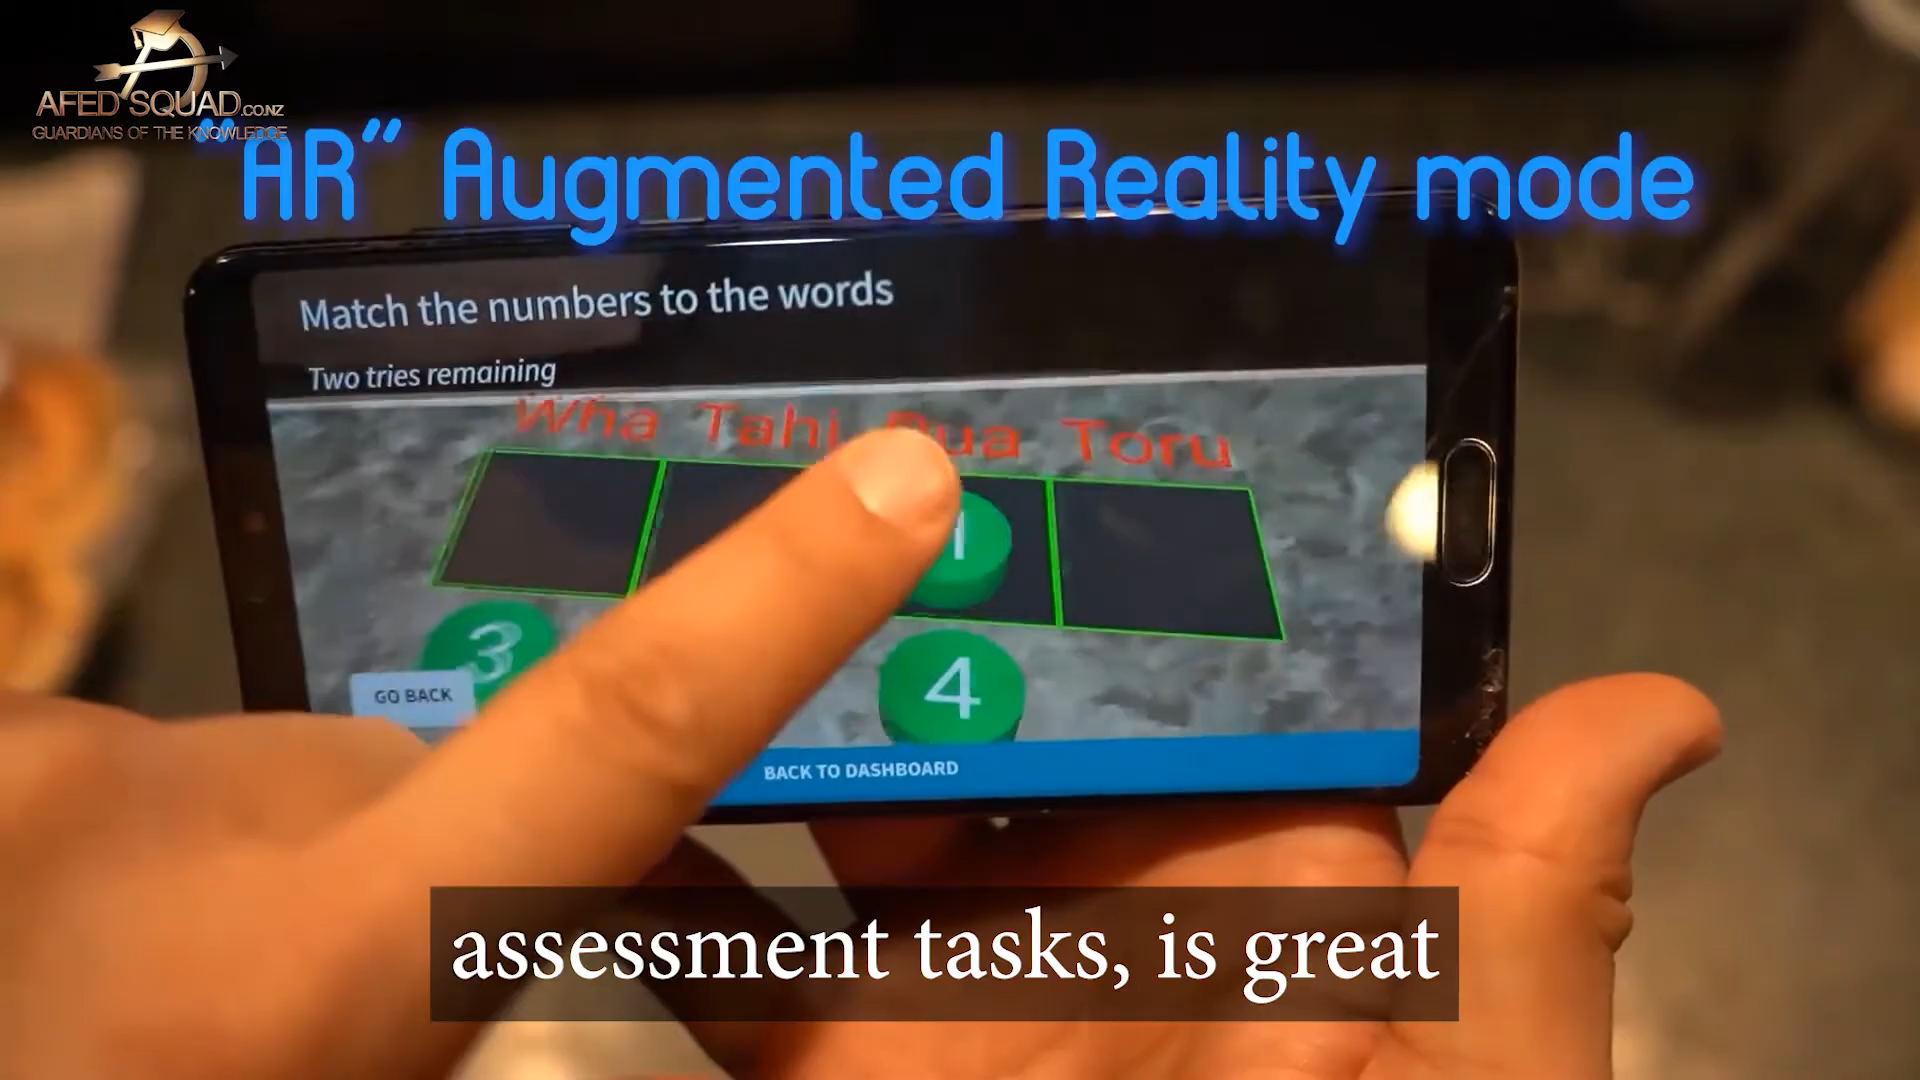 AFED SQUAD.CO.NZ
GUARDIANS OF THE KNOWLEDGE
“AR” Augmented Reality mode
Match the numbers to the words
Two tries remaining
Wha Tahi Rua Toru
1
3
4
GO BACK
BACK TO DASHBOARD
assessment tasks, is great